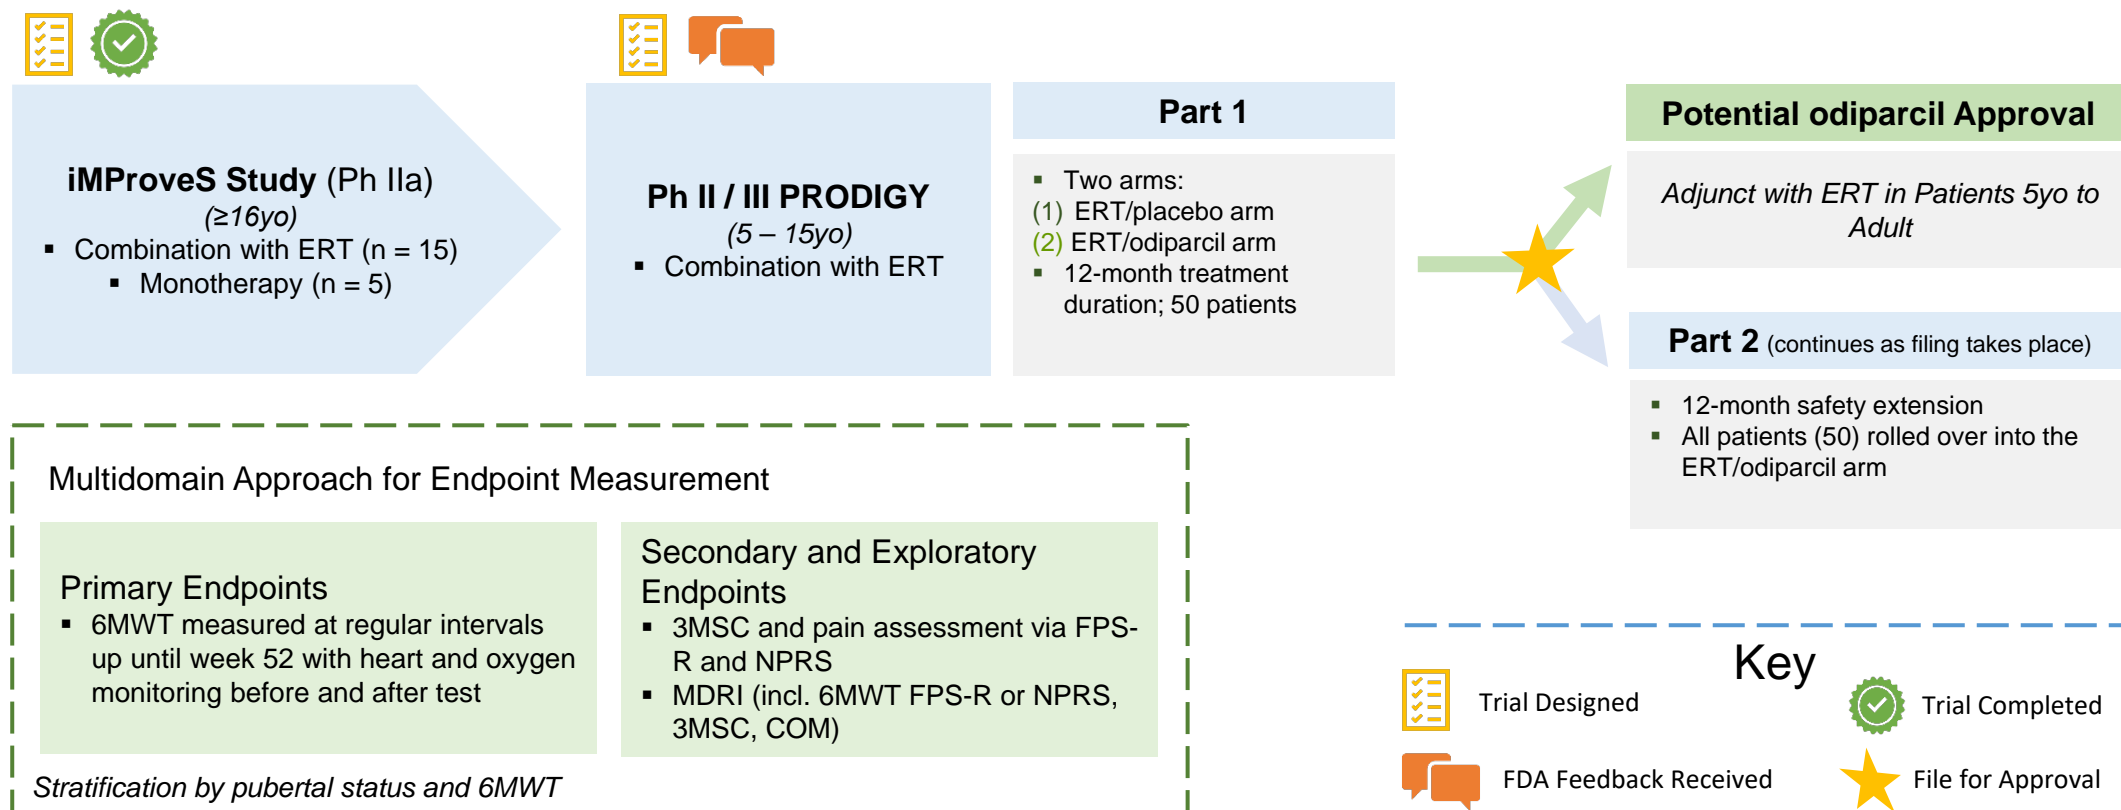 iMProveS Study (Ph IIa)
(≥16yo)
▪ Combination with ERT (n = 15)
▪ Monotherapy (n = 5)
Ph II / III PRODIGY
(5 – 15yo)
▪ Combination with ERT
Part 1
▪ Two arms:
(1) ERT/placebo arm
(2) ERT/odiparcil arm
▪ 12-month treatment
duration; 50 patients
Potential odiparcil Approval
Adjunct with ERT in Patients 5yo to
Adult
Part 2 (continues as filing takes place)
▪ 12-month safety extension
▪ All patients (50) rolled over into the
ERT/odiparcil arm
Multidomain Approach for Endpoint Measurement
Primary Endpoints
▪ 6MWT measured at regular intervals
up until week 52 with heart and oxygen
monitoring before and after test
Secondary and Exploratory
Endpoints
▪ 3MSC and pain assessment via FPS-
R and NPRS
▪ MDRI (incl. 6MWT FPS-R or NPRS,
3MSC, COM)
Stratification by pubertal status and 6MWT
Key
Trial Designed
Trial Completed
FDA Feedback Received
File for Approval